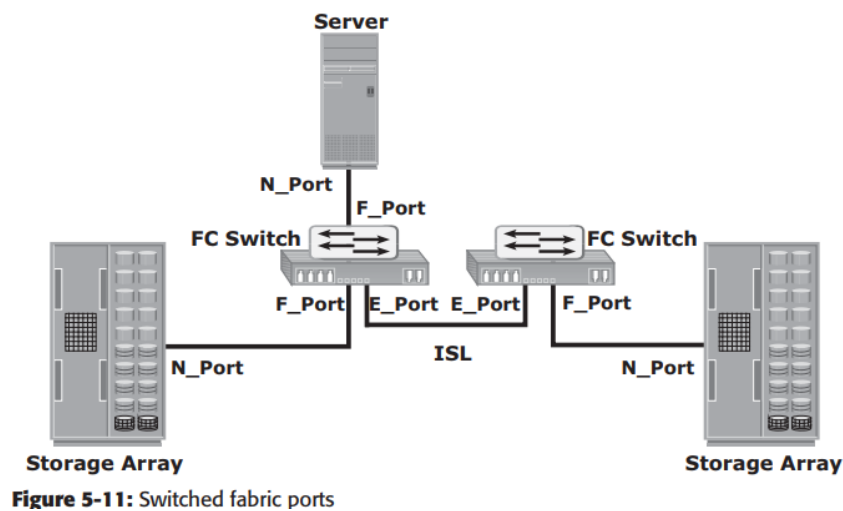 Server
N_Port
F_Port
FC Switch
FC Switch
F_Port
E_Port
E_Port
F_Port
ISL
N_Port
N_Port
Storage Array
Storage Array
Figure 5-11: Switched fabric ports